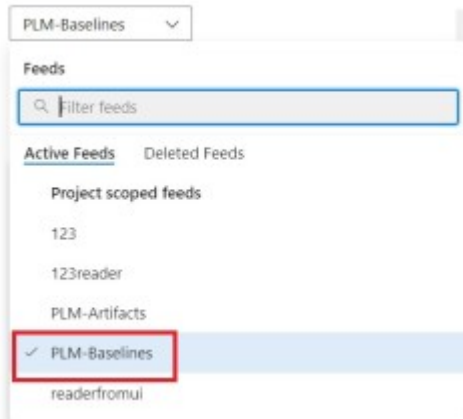 PLM-Baselines
Feeds
Filter feeds
Active Feeds Deleted Feeds
Project scoped feeds
123
123reader
PLM-Artifacts
PLM-Baselines
readerfromui